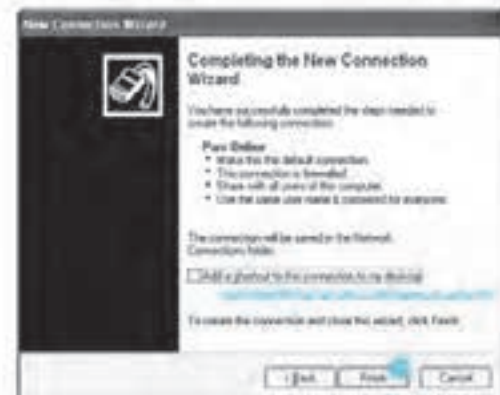 New Connection Wizard
Completing the New Connection
Wizard
You have successfully completed the steps needed to
create the following connection:
Pars Online
• Make this the default connection
• This connection is firewalled
• Share with all users of this computer
• Use the same user name & password for everyone
The connection will be saved in the Network
Connections folder.
Add a shortcut to this connection to my desktop
To create the connection and close this wizard, click Finish.
< Back
Finish
Cancel